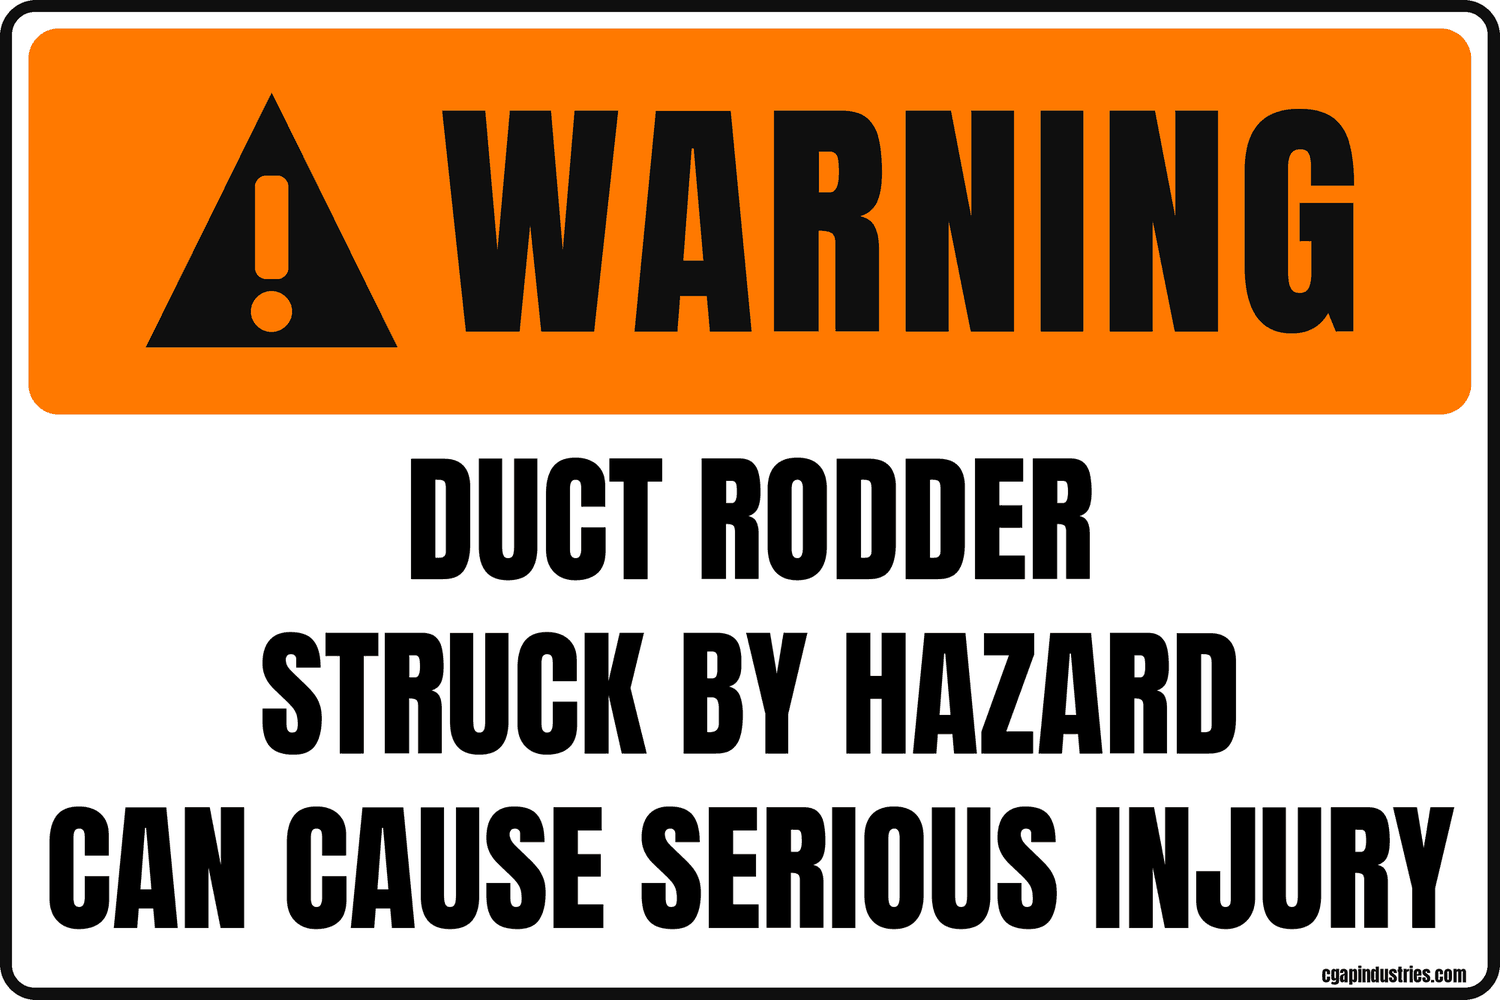 WARNING
DUCT RODDER
STRUCK BY HAZARD
CAN CAUSE SERIOUS INJURY
cgapindustries.com